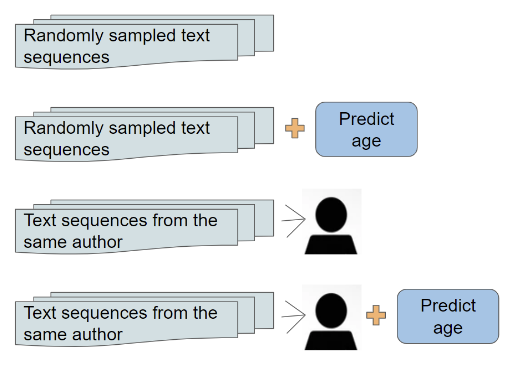 Randomly sampled text
sequences
Randomly sampled text
sequences
Predict
age
Text sequences from the
same author
Text sequences from the
same author
Predict
age